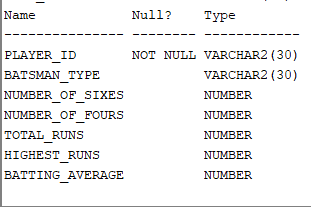 Name Null? Type
--------------- -------- ------------
PLAYER_ID NOT NULL VARCHAR2(30)
BATSMAN_TYPE VARCHAR2(30)
NUMBER_OF_SIXES NUMBER
NUMBER_OF_FOURS NUMBER
TOTAL_RUNS NUMBER
HIGHEST_RUNS NUMBER
BATTING_AVERAGE NUMBER